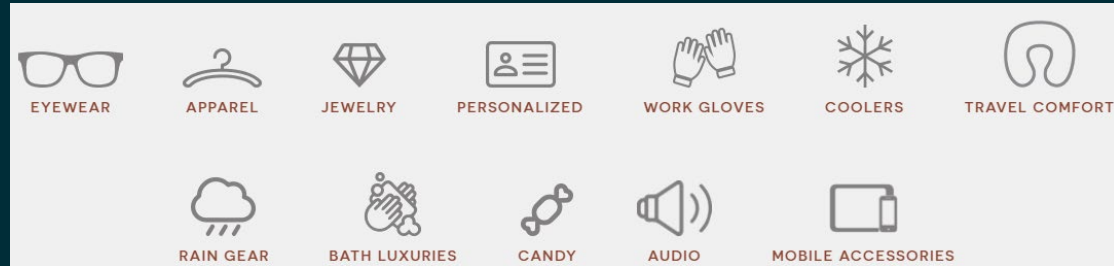 EYEWEAR
APPAREL
JEWELRY
PERSONALIZED
WORK GLOVES
COOLERS
TRAVEL COMFORT
RAIN GEAR
BATH LUXURIES
CANDY
AUDIO
MOBILE ACCESSORIES